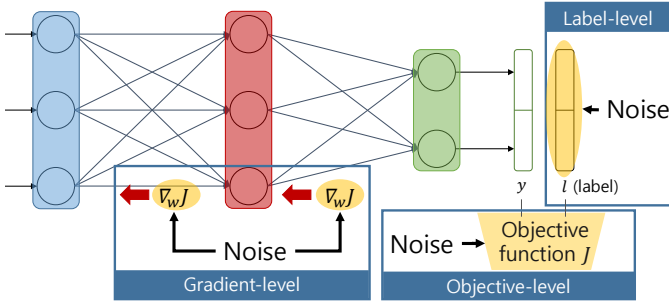 Label-level
Noise
y
l (label)
∇wJ
∇wJ
Noise
Gradient-level
Noise
Objective
function J
Objective-level